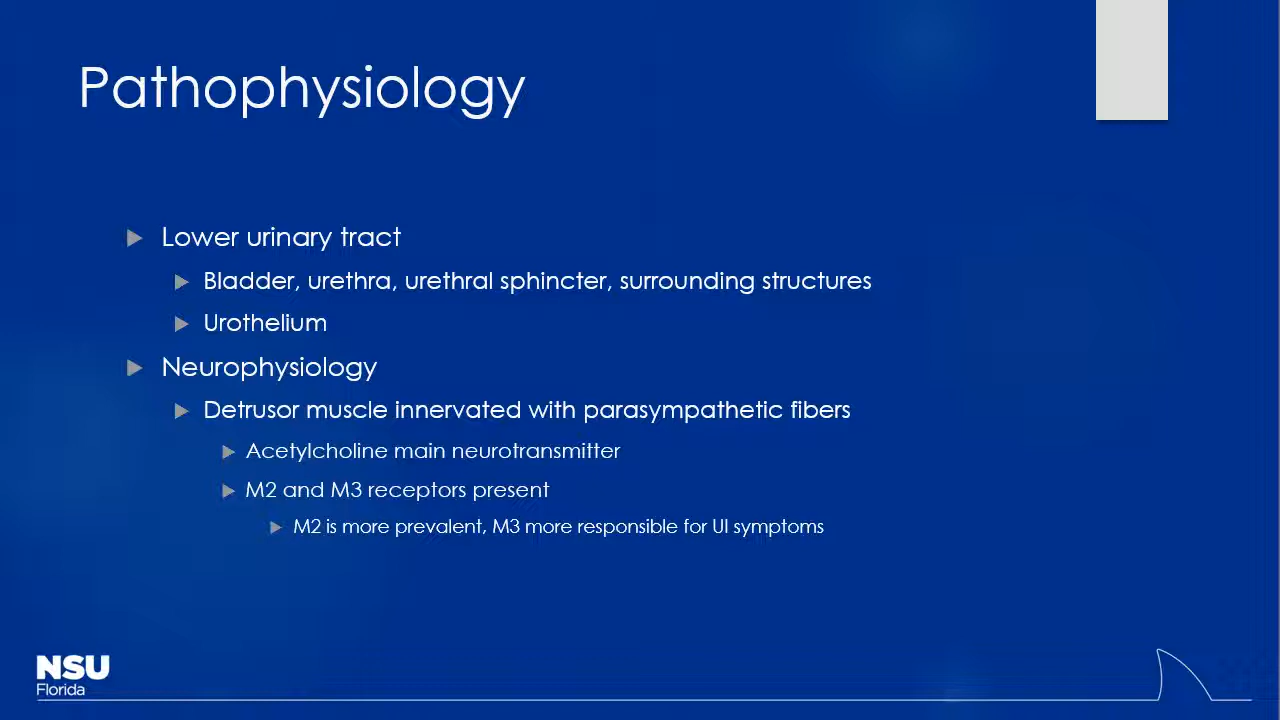 Pathophysiology
Lower urinary tract
Bladder, urethra, urethral sphincter, surrounding structures
Urothelium
Neurophysiology
Detrusor muscle innervated with parasympathetic fibers
Acetylcholine main neurotransmitter
M2 and M3 receptors present
M2 is more prevalent, M3 more responsible for UI symptoms
NSU
Florida